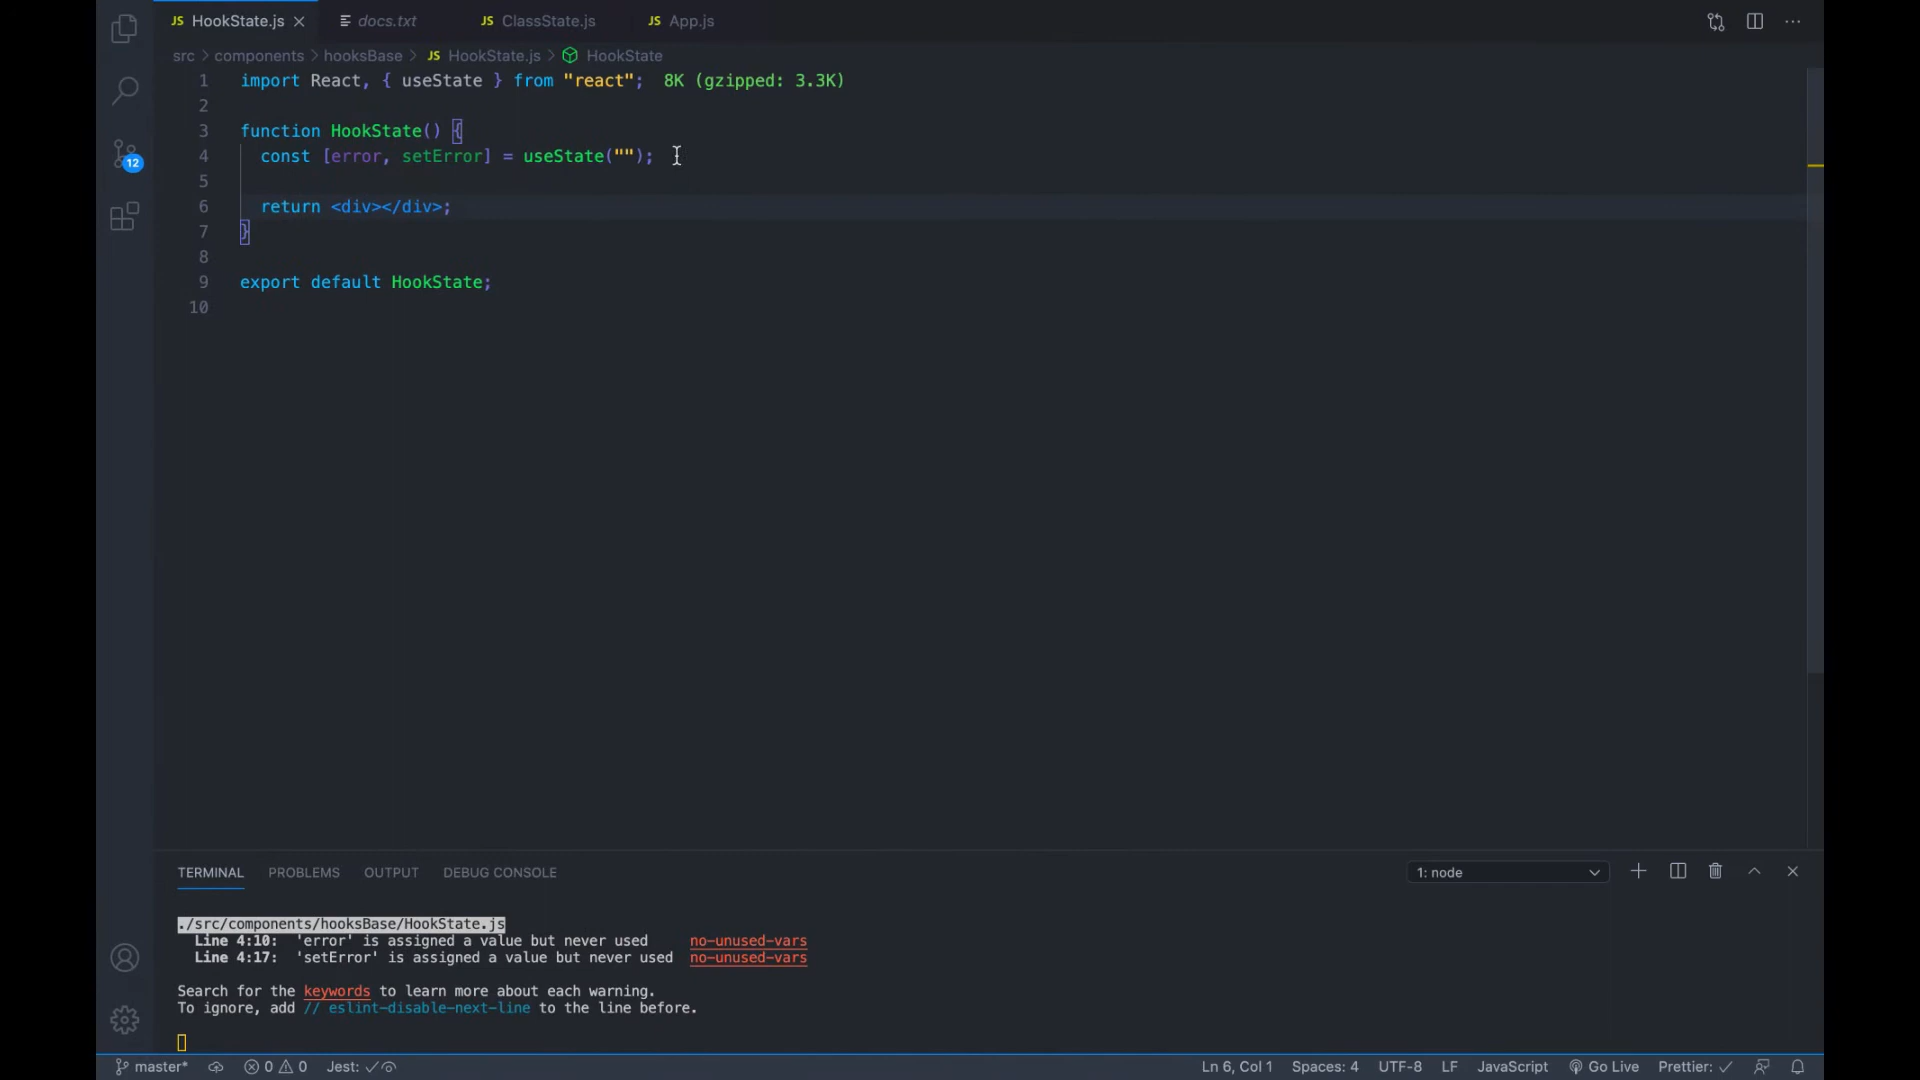 JS HookState.js docs.txt JS ClassState.js JS App.js
src > components > hooksBase > JS HookState.js > HookState
1 import React, { useState } from "react"; 8K (gzipped: 3.3K)
2
3 function HookState() {
4 const [error, setError] = useState("");
5
6 return <div></div>;
7 }
8
9 export default HookState;
10
12
TERMINAL PROBLEMS OUTPUT DEBUG CONSOLE 1: node
./src/components/hooksBase/HookState.js
Line 4:10: 'error' is assigned a value but never used no-unused-vars
Line 4:17: 'setError' is assigned a value but never used no-unused-vars
Search for the keywords to learn more about each warning.
To ignore, add // eslint-disable-next-line to the line before.
master* 0 0 Jest: Ln 6, Col 1 Spaces: 4 UTF-8 LF JavaScript Go Live Prettier: